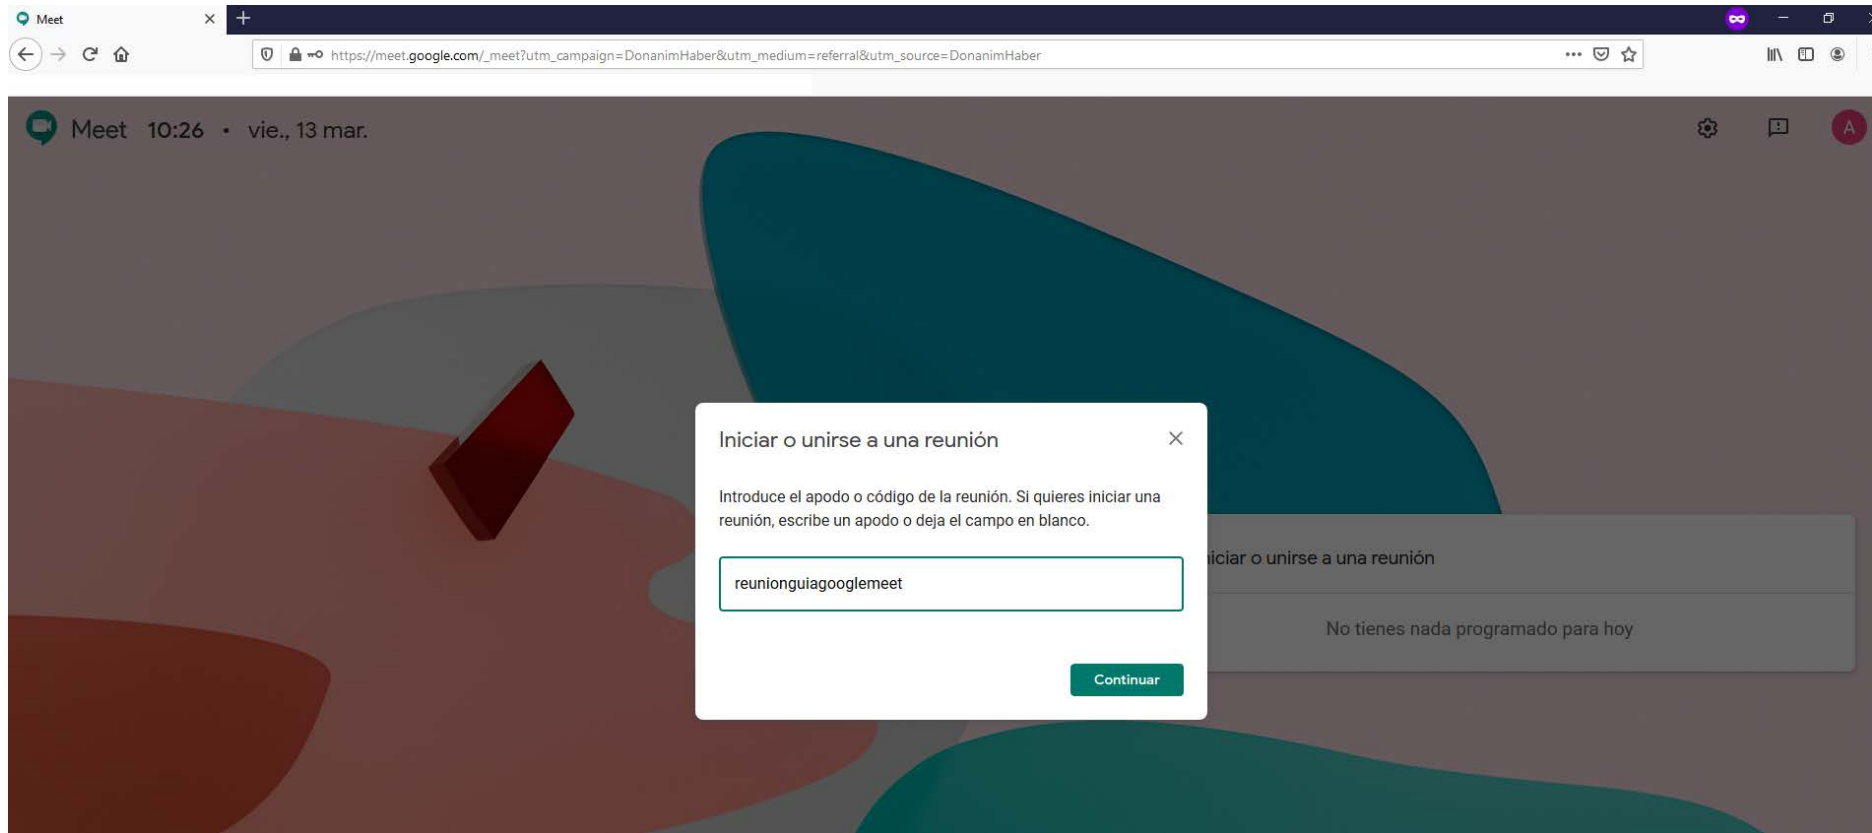 Meet
https://meet.google.com/_meet?utm_campaign=DonanimHaber&utm_medium=referral&utm_source=DonanimHaber
Meet 10:26 • vie., 13 mar.
A
Iniciar o unirse a una reunión
Introduce el apodo o código de la reunión. Si quieres iniciar una
reunión, escribe un apodo o deja el campo en blanco.
reunionguiagooglemeet
Continuar
niciar o unirse a una reunión
No tienes nada programado para hoy